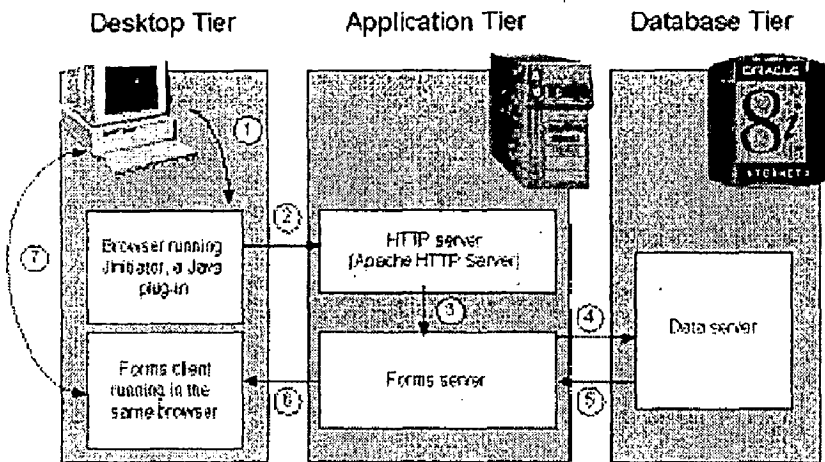 Desktop Tier
Application Tier
Database Tier
ORACLE
8i
INTERNET
1
2
Browser running
Jinitiator, a Java
plug-in
HTTP server
(Apache HTTP Server)
7
3
4
Data server
Forms client
running in the
same browser
Forms server
6
5